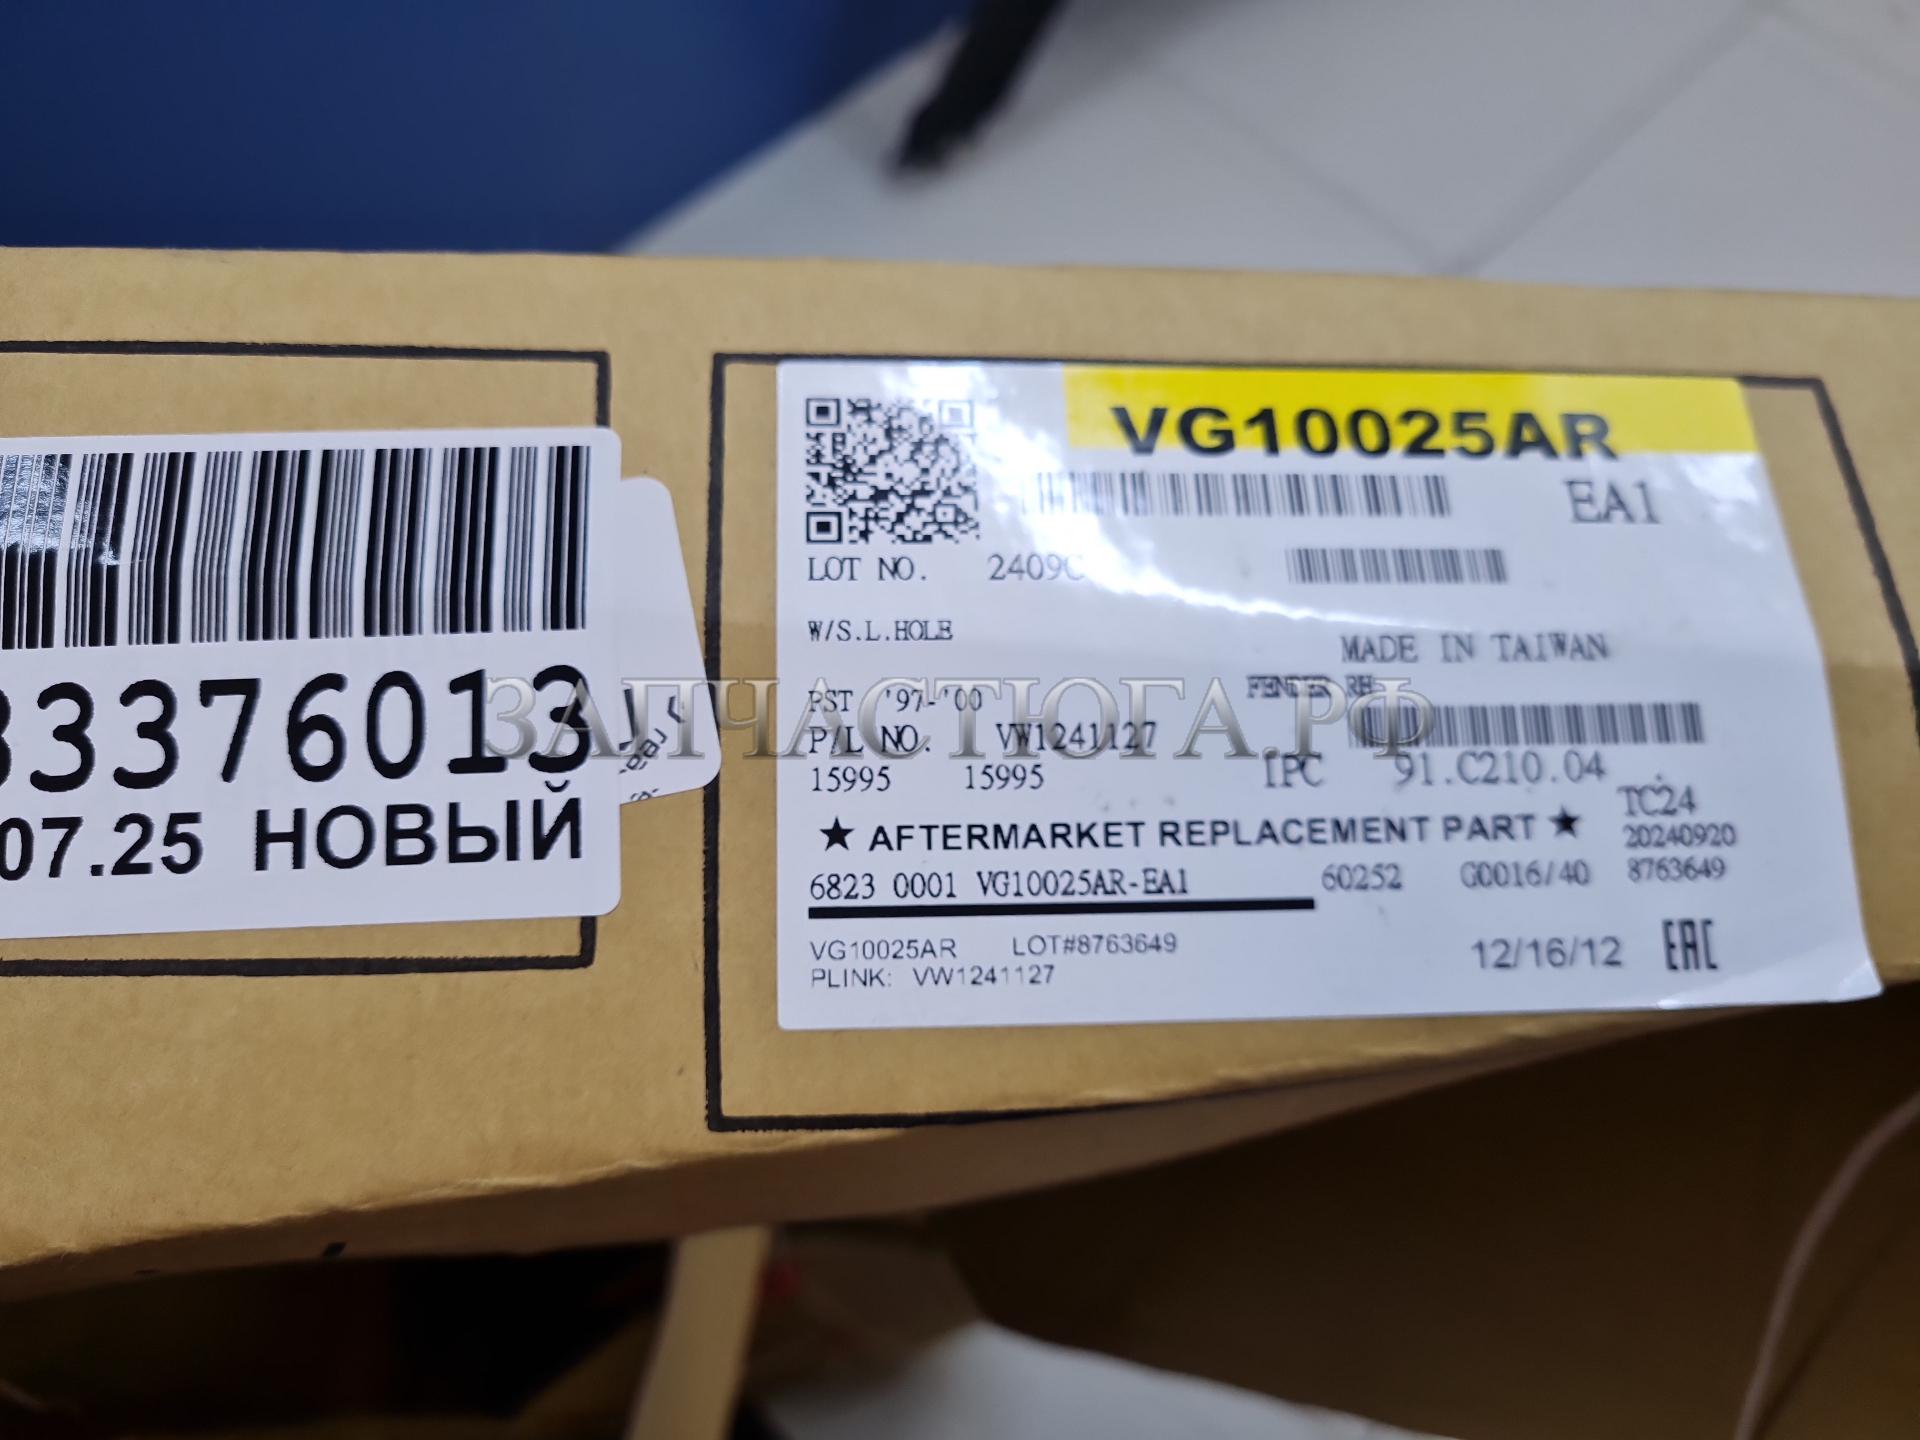 33376013
07.25 НОВЫЙ
VG10025AR
EA1
LOT NO. 2409C
W/S.L.HOLE
MADE IN TAIWAN
PST '97-'00
FENDER RH
P/L NO. VW1241127
15995 15995 IPC 91.C210.04
TC24
★ AFTERMARKET REPLACEMENT PART ★
20240920
6823 0001 VG10025AR-EA1 60252 G0016/40 8763649
VG10025AR LOT#8763649
12/16/12 EAC
PLINK: VW1241127
ЗАПЧАСТЮГА.РФ